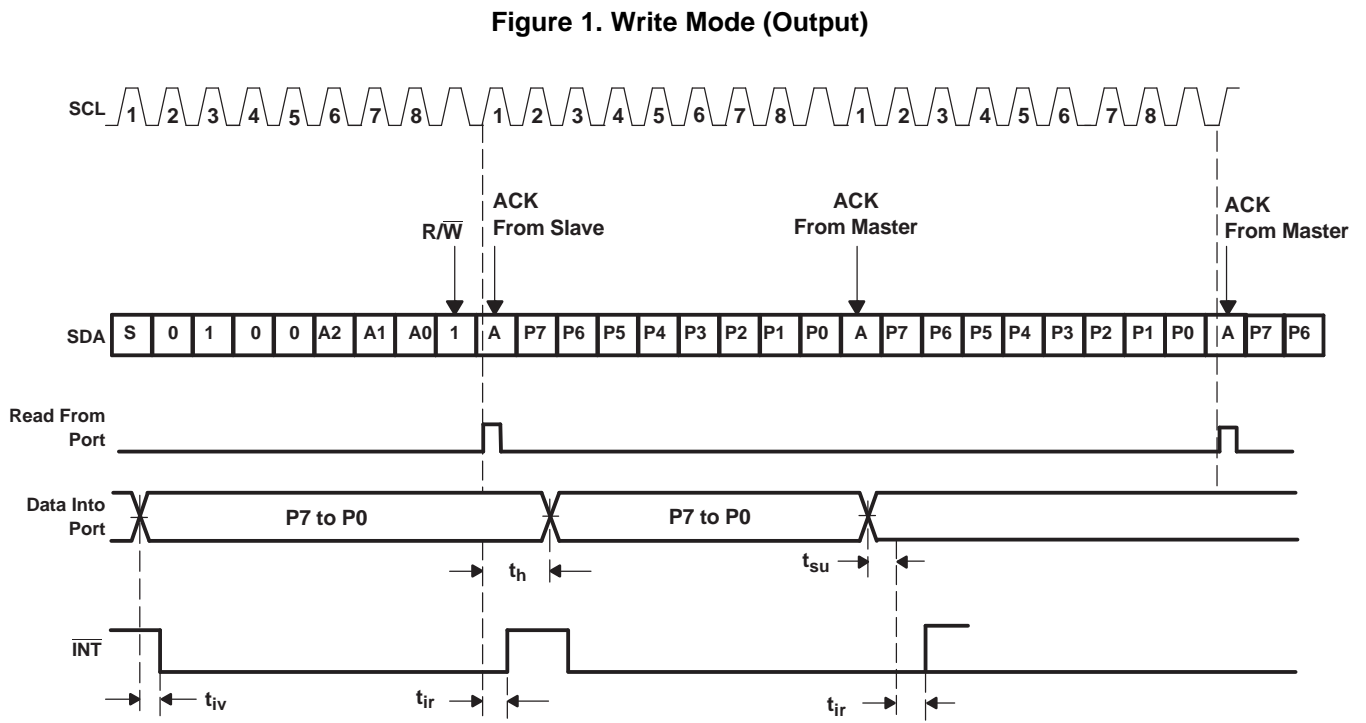 Figure 1. Write Mode (Output)
SCL 1 2 3 4 5 6 7 8 1 2 3 4 5 6 7 8 1 2 3 4 5 6 7 8
R/W̅
ACK
From Slave
ACK
From Master
ACK
From Master
SDA S 0 1 0 0 A2 A1 A0 1 A P7 P6 P5 P4 P3 P2 P1 P0 A P7 P6 P5 P4 P3 P2 P1 P0 A P7 P6
Read From
Port
Data Into
Port
P7 to P0 P7 to P0
th tsu
I̅N̅T̅
tiv tir tir